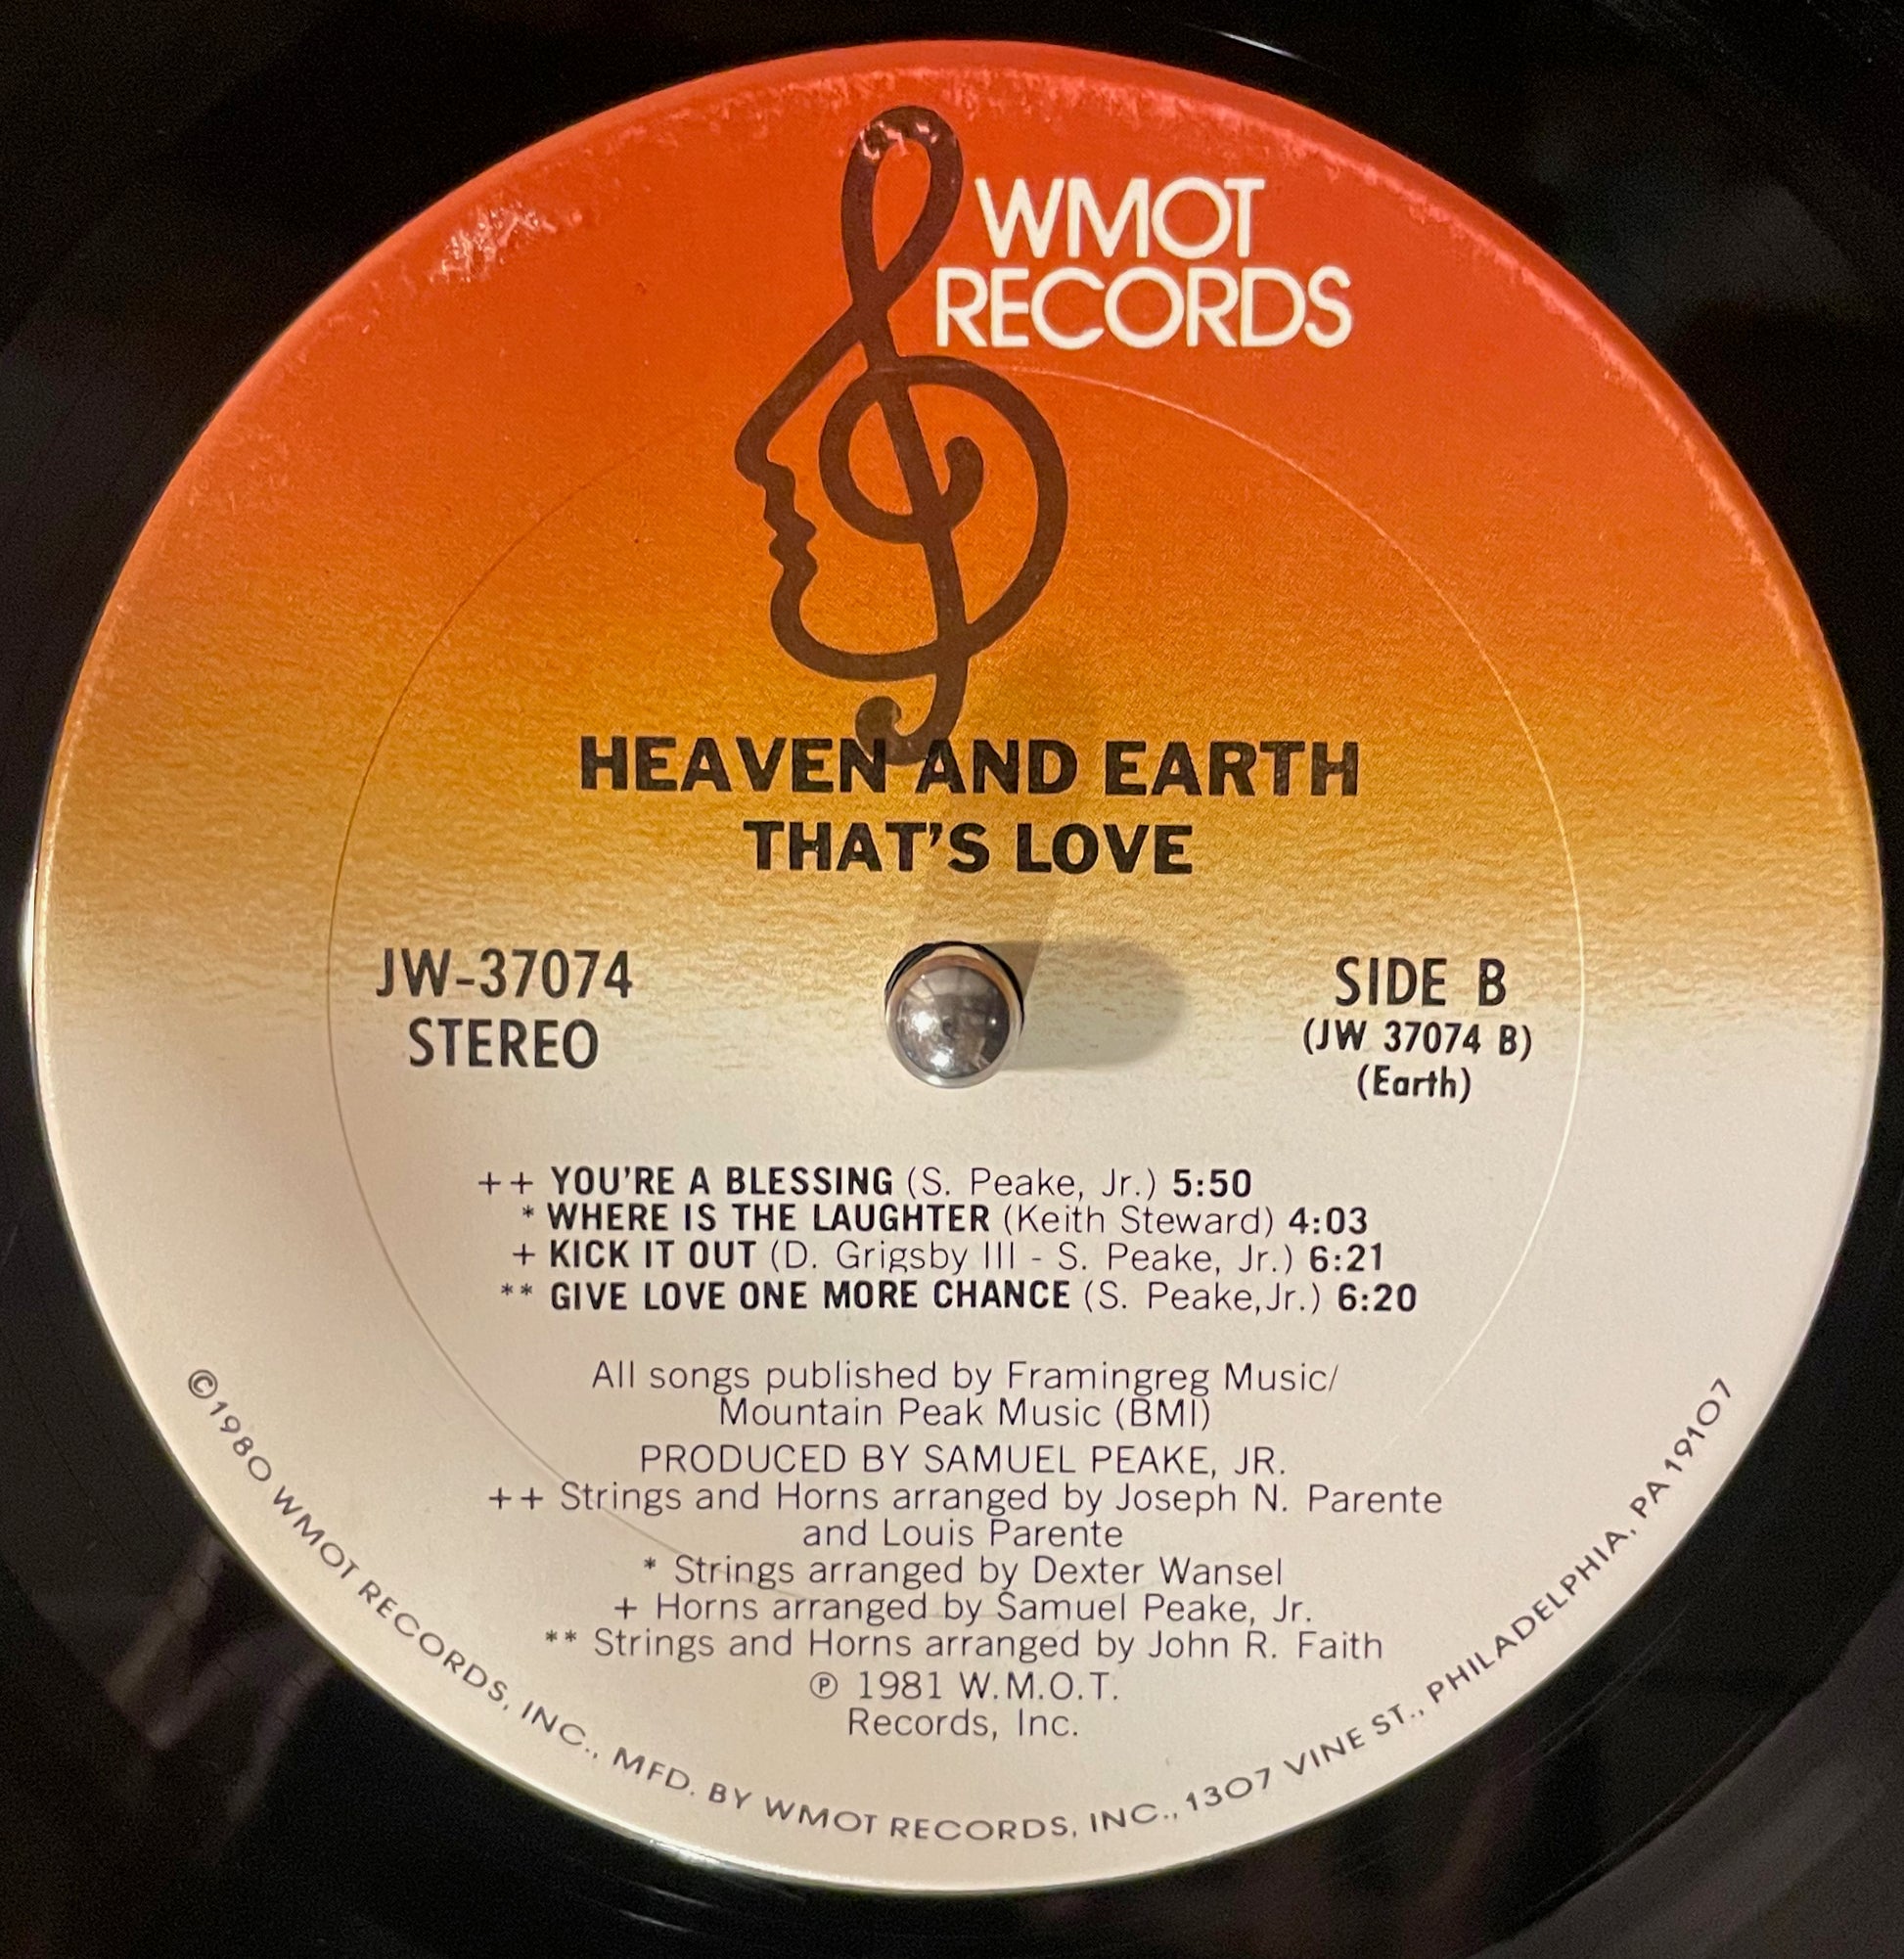 WMOT
RECORDS
HEAVEN AND EARTH
THAT'S LOVE
JW-37074
STEREO
SIDE B
(JW 37074 B)
(Earth)
++ YOU'RE A BLESSING (S. Peake, Jr.) 5:50
* WHERE IS THE LAUGHTER (Keith Steward) 4:03
+ KICK IT OUT (D. Grigsby III - S. Peake, Jr.) 6:21
** GIVE LOVE ONE MORE CHANCE (S. Peake,Jr.) 6:20
All songs published by Framingreg Music/
Mountain Peak Music (BMI)
PRODUCED BY SAMUEL PEAKE, JR.
++ Strings and Horns arranged by Joseph N. Parente
and Louis Parente
* Strings arranged by Dexter Wansel
+ Horns arranged by Samuel Peake, Jr.
** Strings and Horns arranged by John R. Faith
℗ 1981 W.M.O.T.
Records, Inc.
©1980 WMOT RECORDS, INC., MFD. BY WMOT RECORDS, INC., 1307 VINE ST., PHILADELPHIA, PA 19107